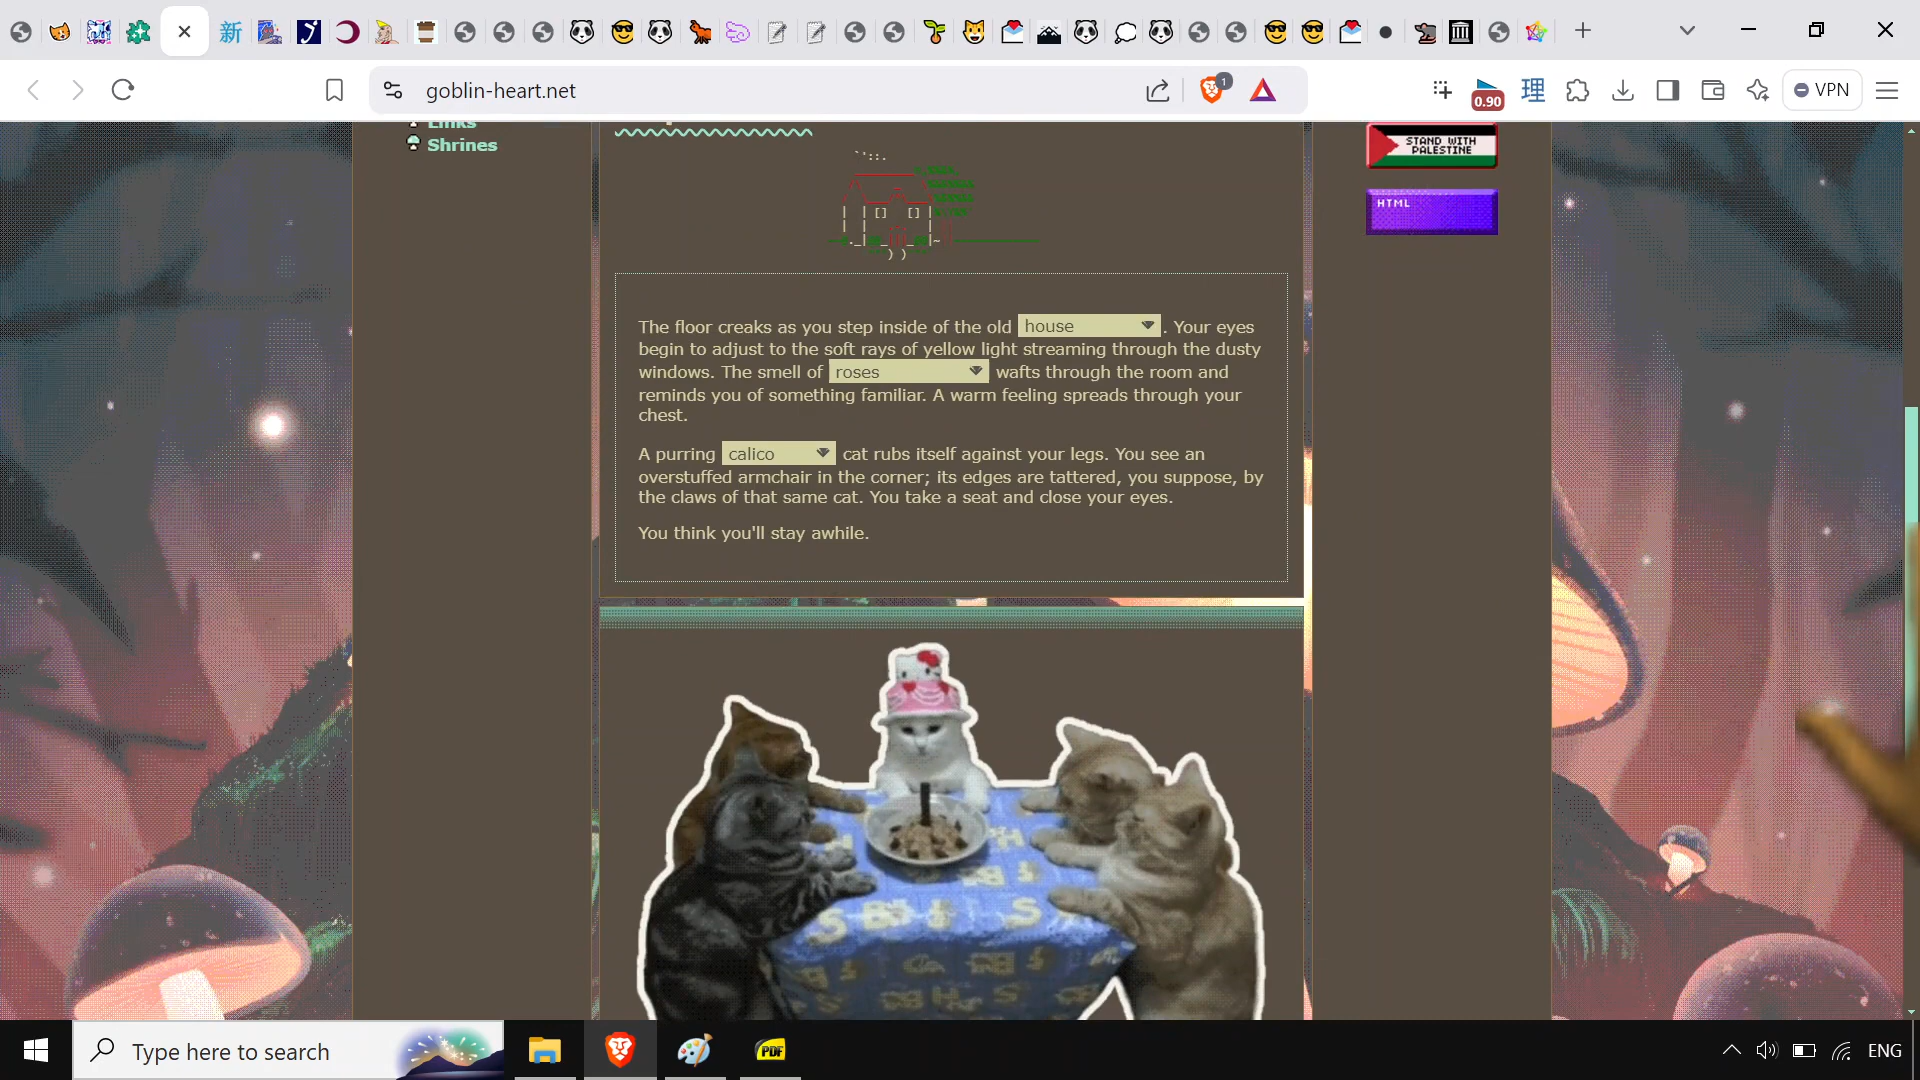 新
goblin-heart.net
1
0.90
理
VPN
Links
Shrines
STAND WITH
PALESTINE
HTML
The floor creaks as you step inside of the old house . Your eyes
begin to adjust to the soft rays of yellow light streaming through the dusty
windows. The smell of roses wafts through the room and
reminds you of something familiar. A warm feeling spreads through your
chest.
A purring calico cat rubs itself against your legs. You see an
overstuffed armchair in the corner; its edges are tattered, you suppose, by
the claws of that same cat. You take a seat and close your eyes.
You think you'll stay awhile.
Type here to search
PDF
ENG